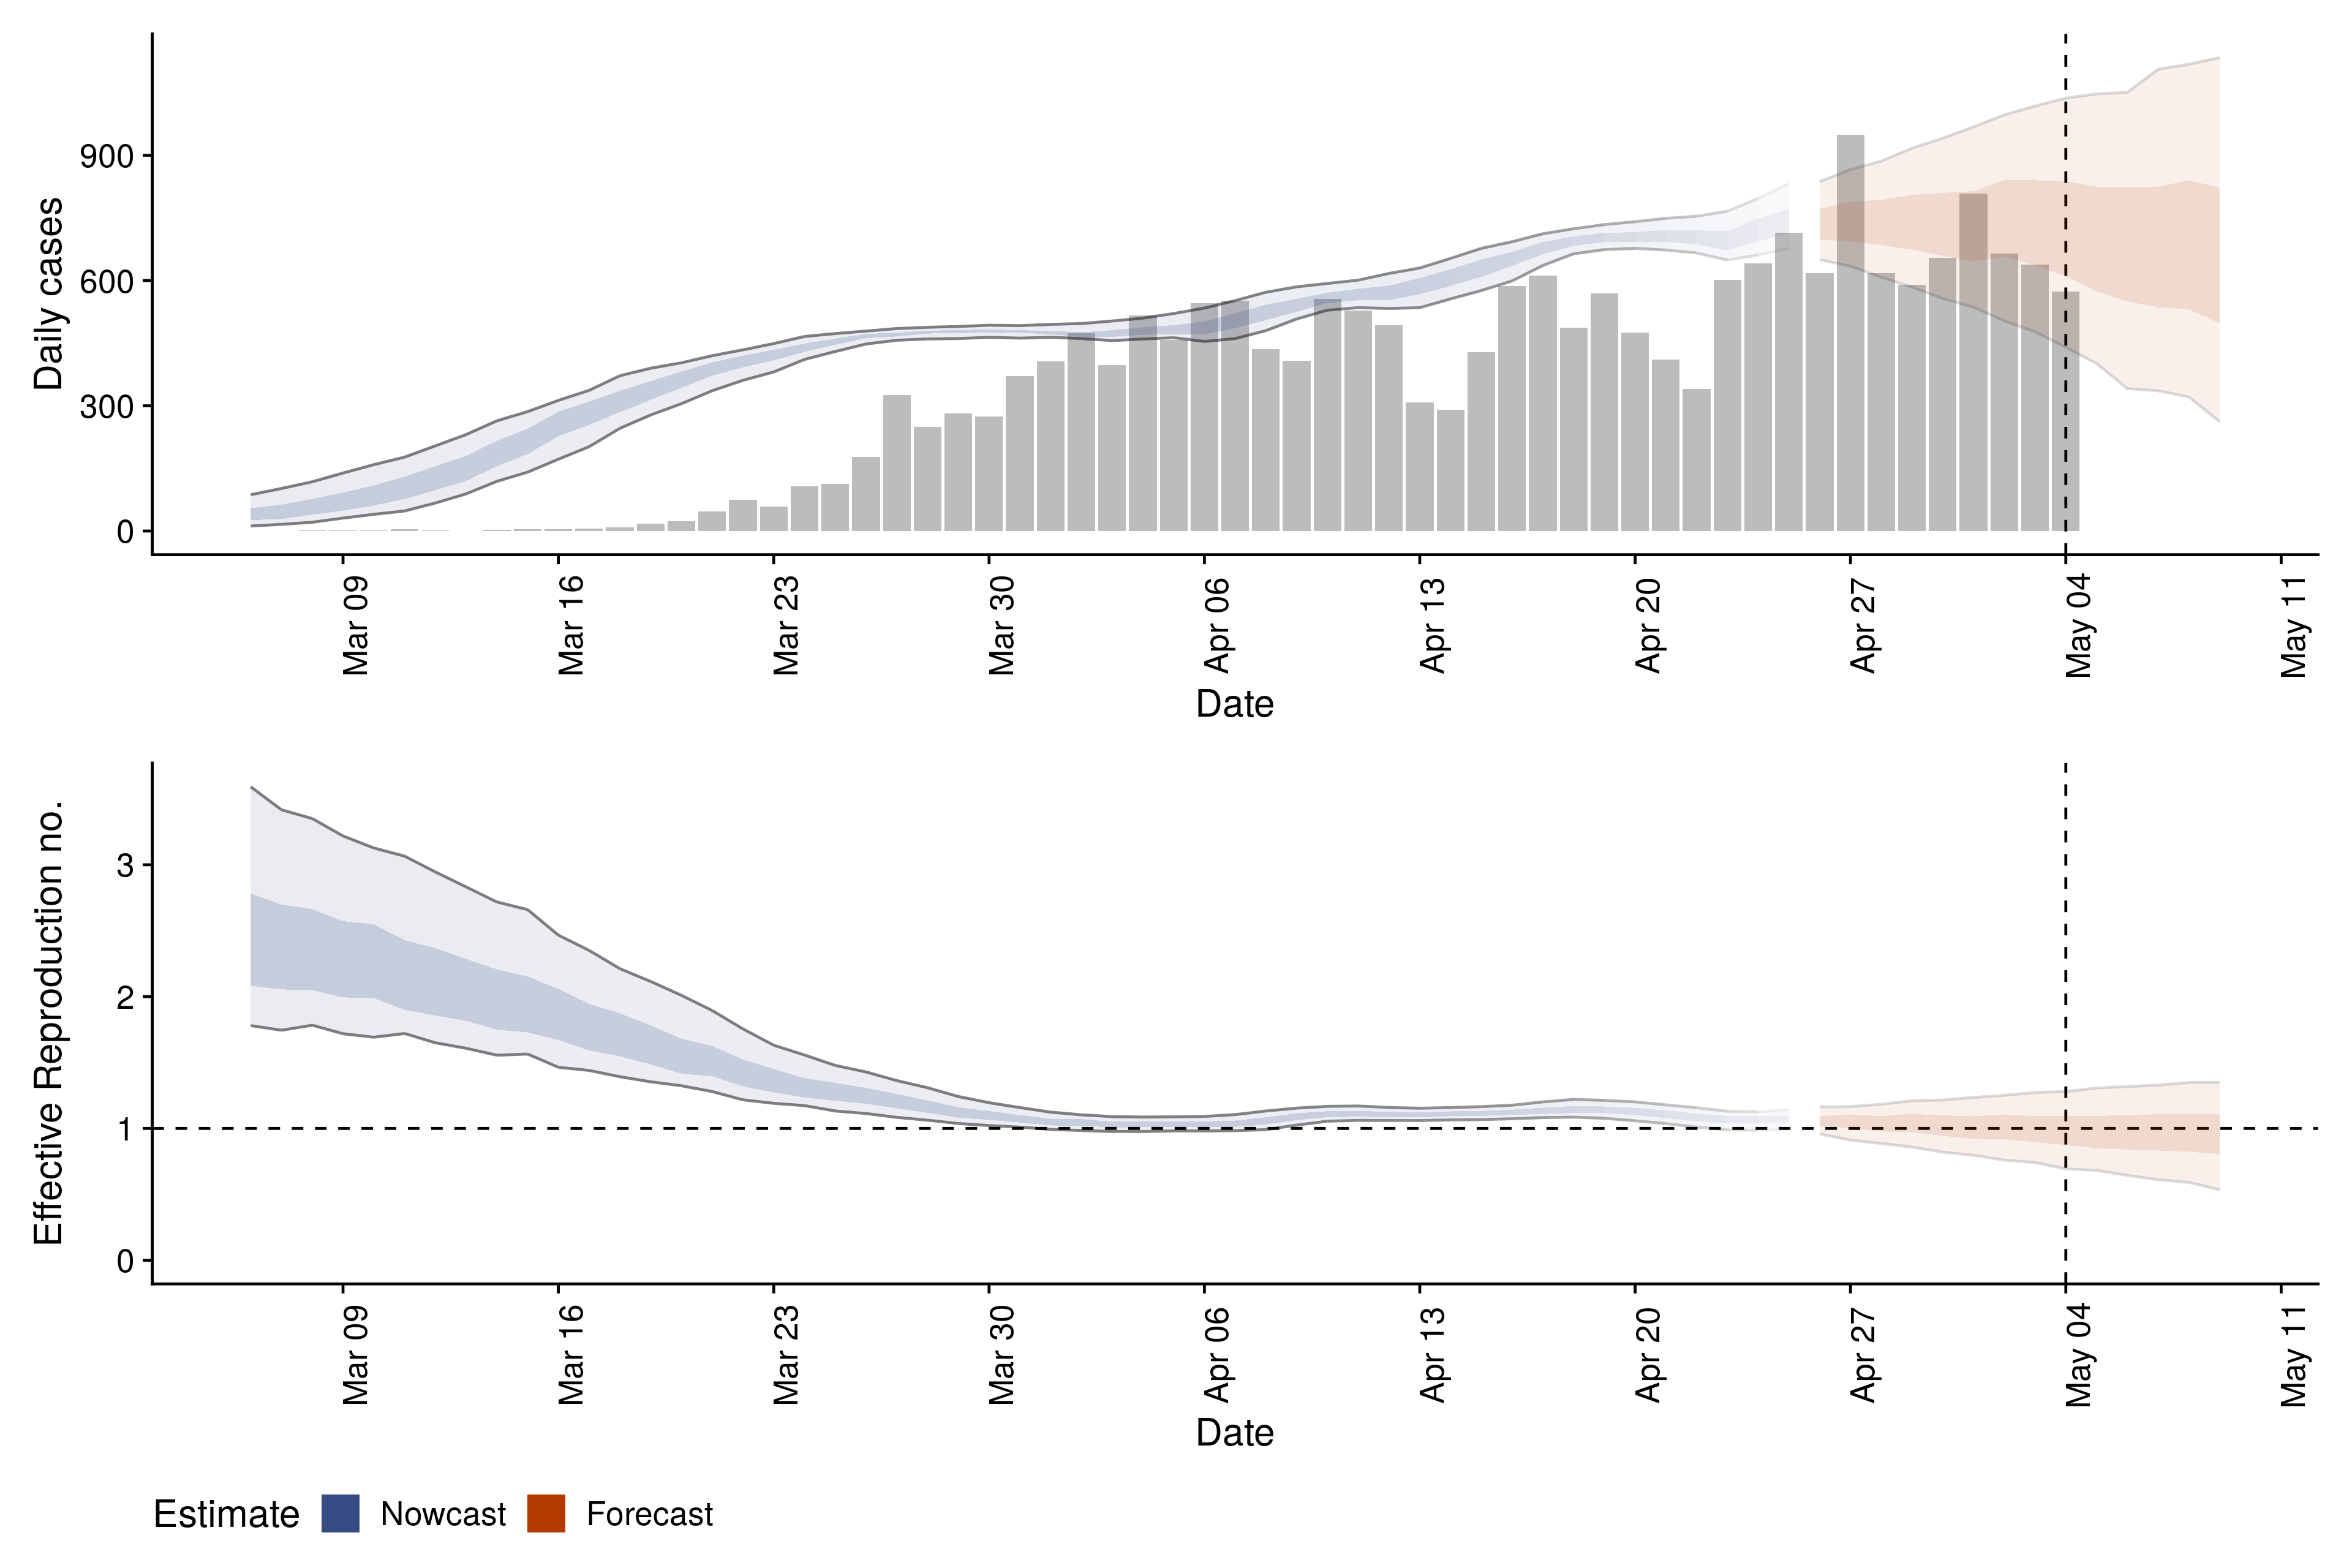 Daily cases
900
600
300
0
Mar 09
Mar 16
Mar 23
Mar 30
Apr 06
Apr 13
Apr 20
Apr 27
May 04
May 11
Date
Effective Reproduction no.
3
2
1
0
Mar 09
Mar 16
Mar 23
Mar 30
Apr 06
Apr 13
Apr 20
Apr 27
May 04
May 11
Date
Estimate Nowcast Forecast